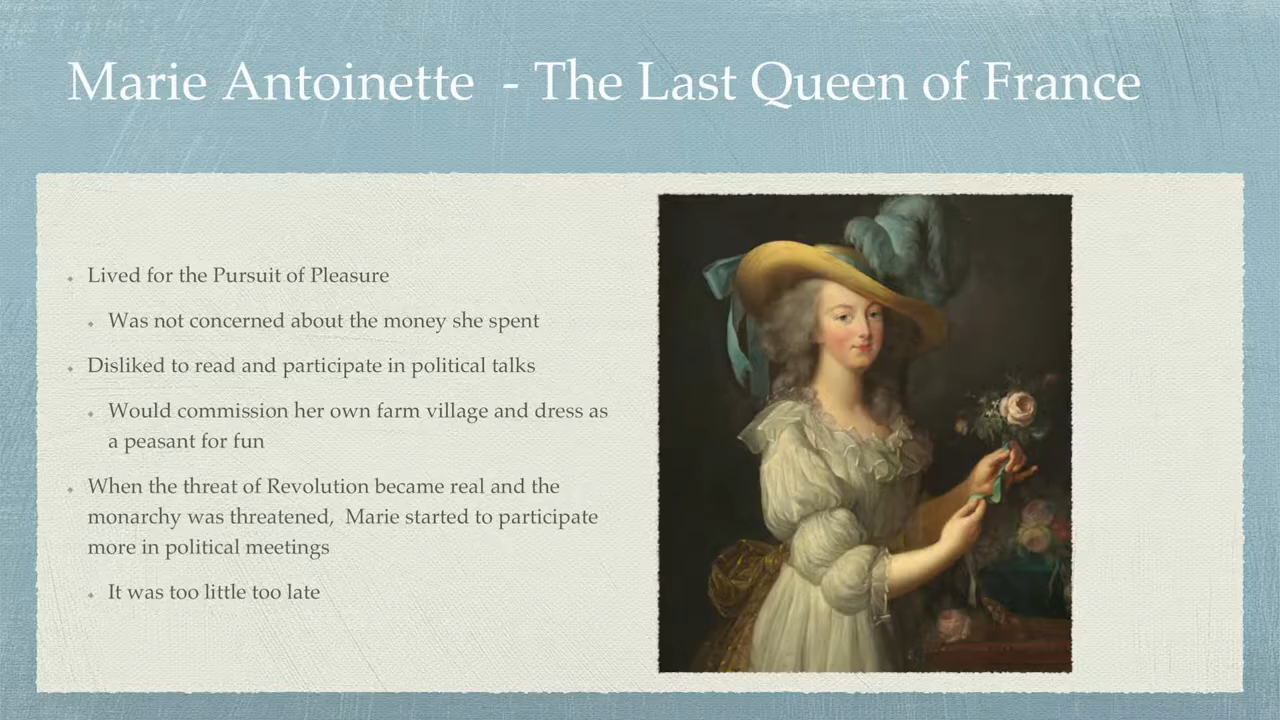 Marie Antoinette  - The Last Queen of France
Lived for the Pursuit of Pleasure
Was not concerned about the money she spent
Disliked to read and participate in political talks
Would commission her own farm village and dress as
a peasant for fun
When the threat of Revolution became real and the
monarchy was threatened,  Marie started to participate
more in political meetings
It was too little too late